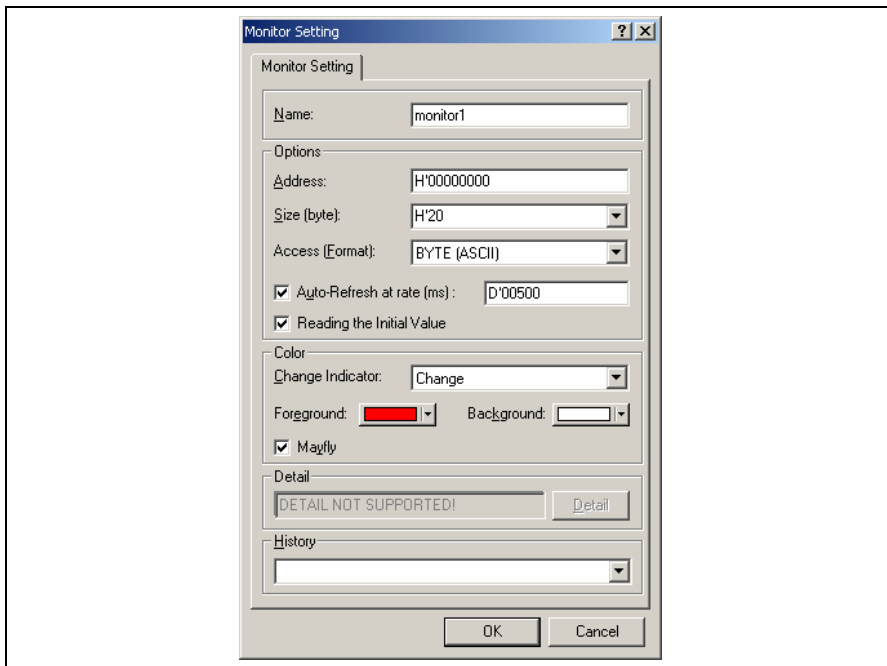 Monitor Setting
Monitor Setting
Name: monitor1
Options
Address: H'00000000
Size (byte): H'20
Access (Format): BYTE (ASCII)
Auto-Refresh at rate (ms) : D'00500
Reading the Initial Value
Color
Change Indicator: Change
Foreground: Background:
Mayfly
Detail
DETAIL NOT SUPPORTED! Detail
History
OK Cancel